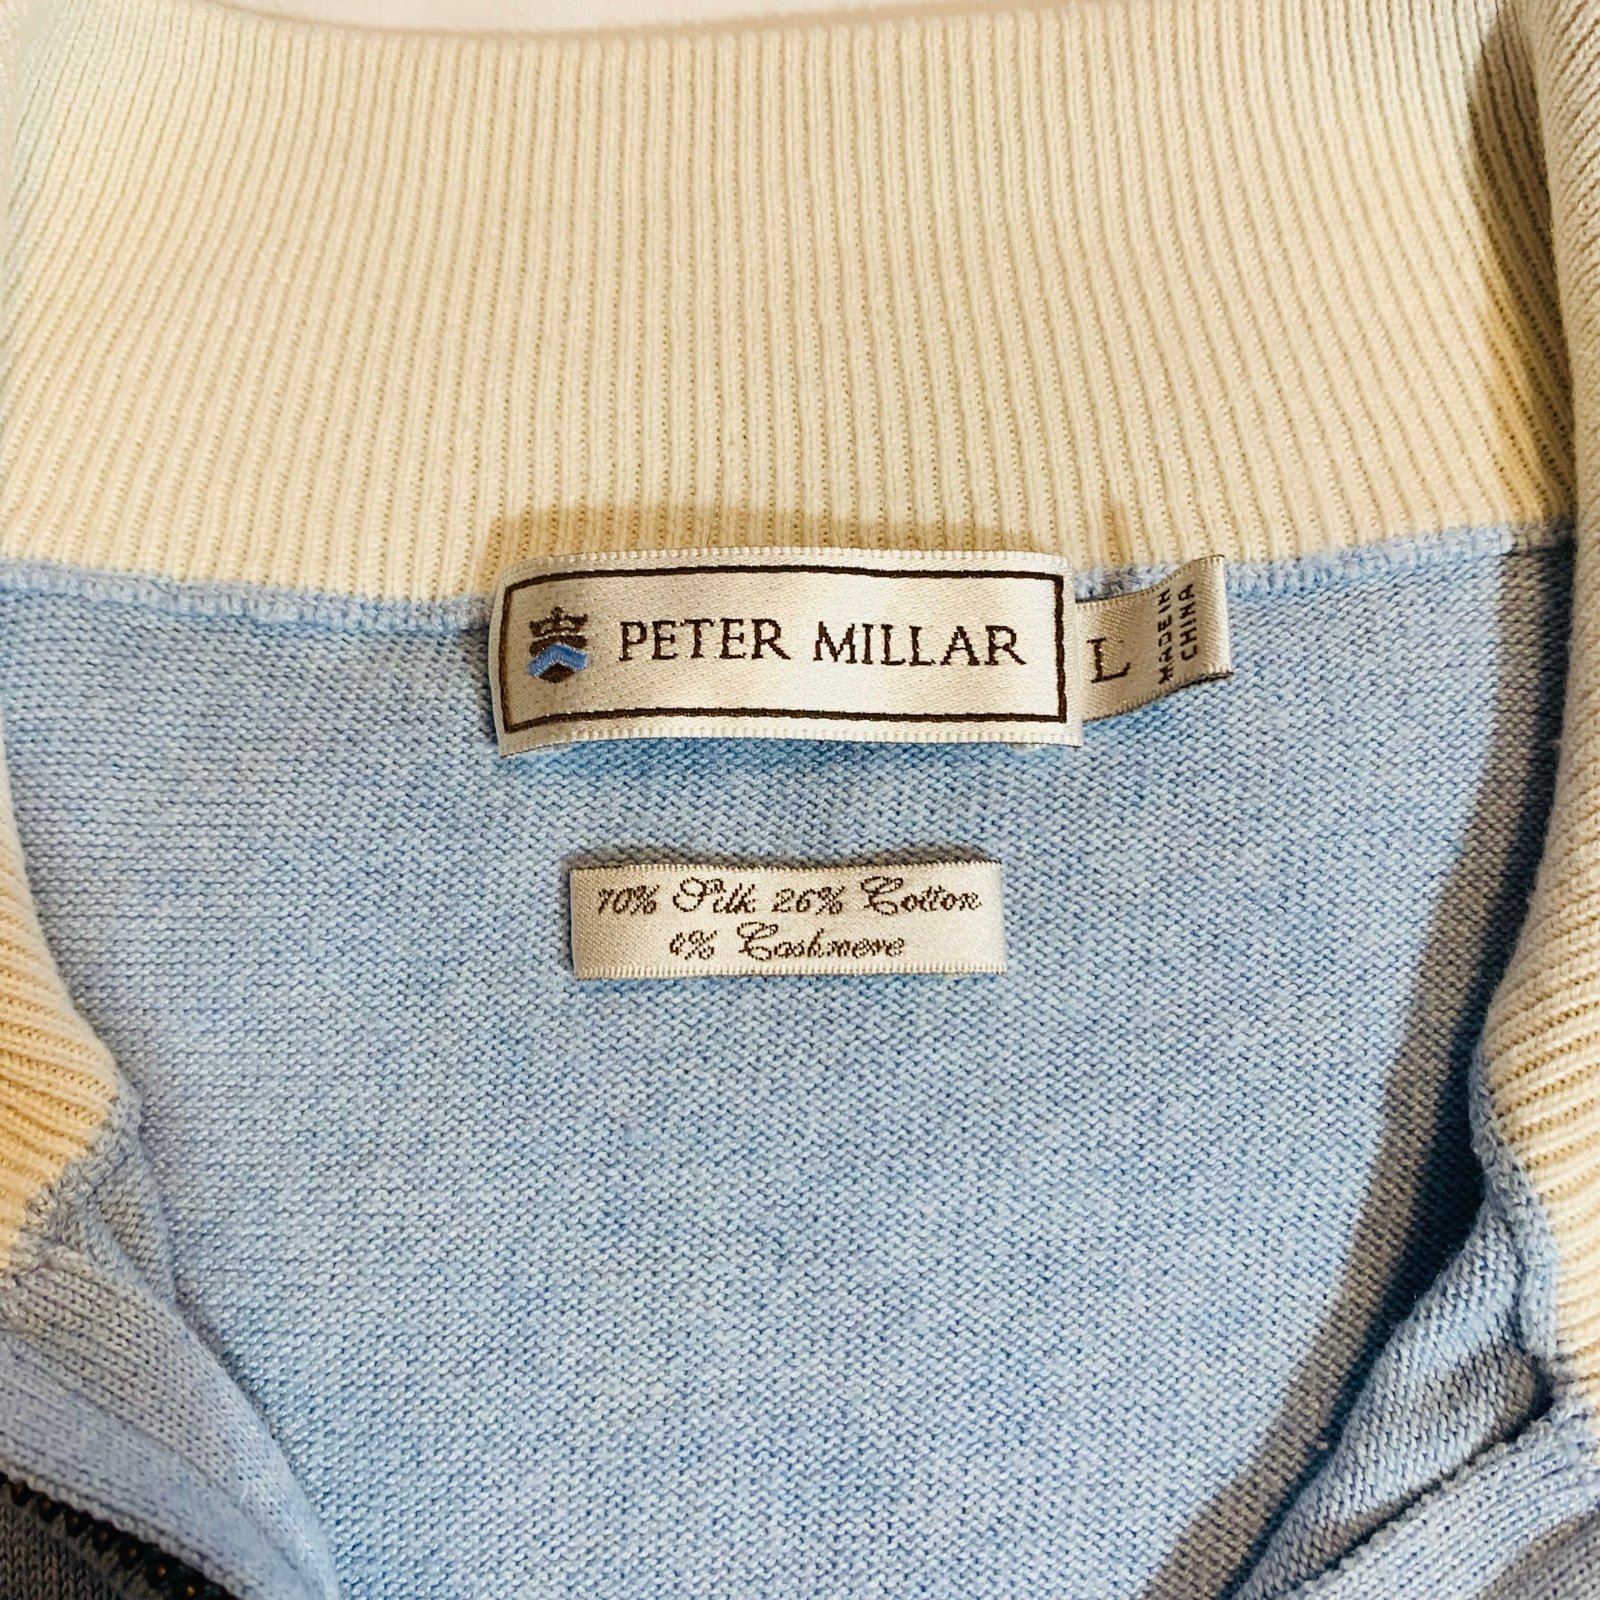 PETER MILLAR
L
MADE IN
CHINA
70% Silk 26% Cotton
4% Cashmere